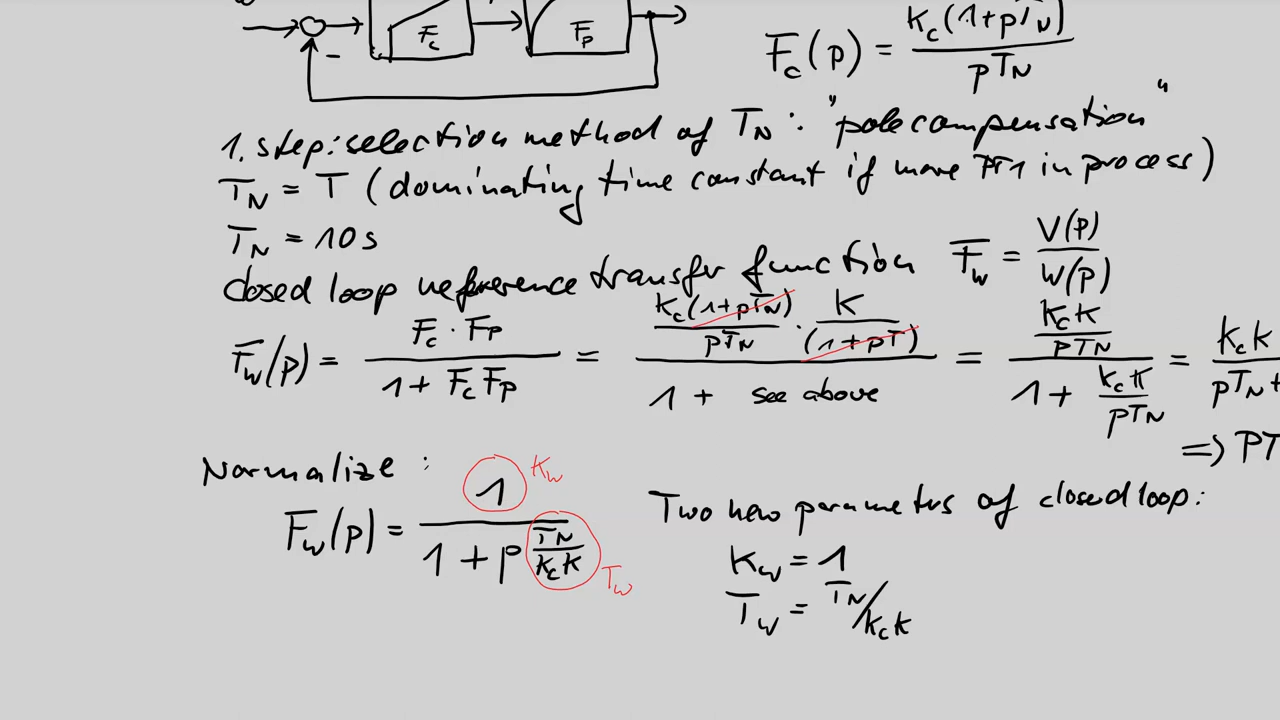 F_c
F_p
-
F_c(p) = K_c(1+pT_N) / pT_N
1. step: selection method of T_N : "polecompensation"
T_N = T (dominating time constant if more PT1 in process)
T_N = 10s
closed loop reference transfer function F_w = V(p) / W(p)
F_w(p) = F_c · F_p / 1 + F_c F_p = K_c(1+pT_N) / pT_N · K / (1+pT) / 1 + see above = K_c K / pT_N / 1 + K_c K / pT_N = K_c K / pT_N +
=> PT
Normalize :
F_w(p) = 1 / 1 + p T_N / K_c K
K_w
T_w
Two new parameters of closed loop:
K_w = 1
T_w = T_N / K_c K